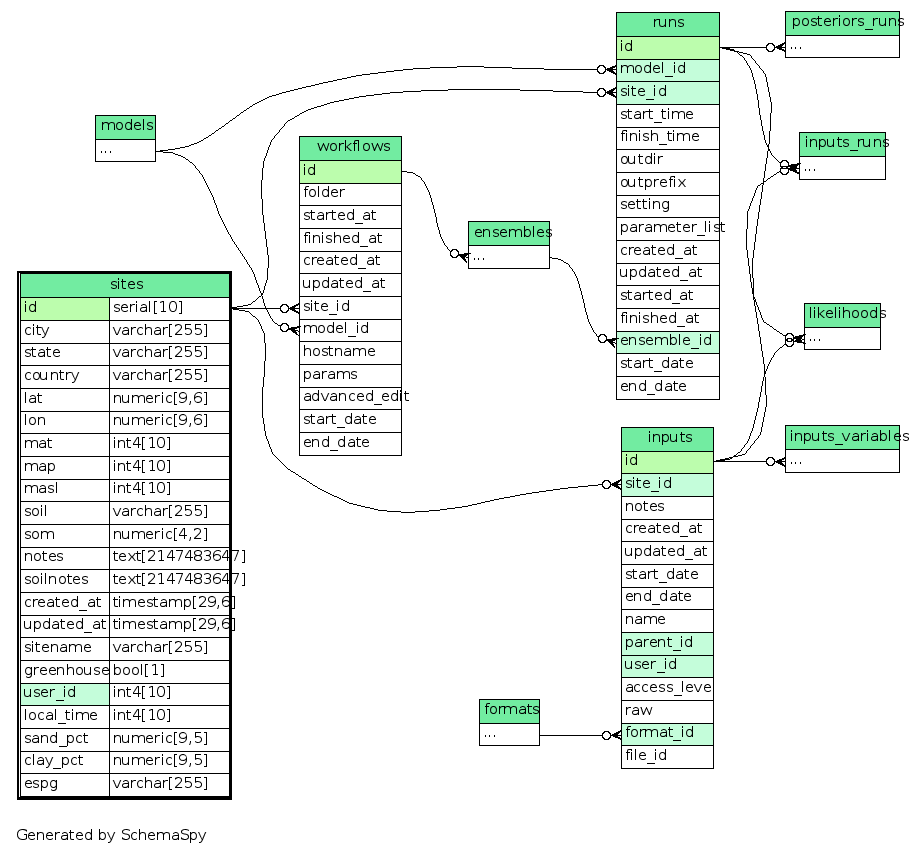 runs
id
model_id
site_id
start_time
finish_time
outdir
outprefix
setting
parameter_list
created_at
updated_at
started_at
finished_at
ensemble_id
start_date
end_date
posteriors_runs
...
inputs_runs
...
likelihoods
...
inputs_variables
...
models
...
workflows
id
folder
started_at
finished_at
created_at
updated_at
site_id
model_id
hostname
params
advanced_edit
start_date
end_date
ensembles
...
sites
id serial[10]
city varchar[255]
state varchar[255]
country varchar[255]
lat numeric[9,6]
lon numeric[9,6]
mat int4[10]
map int4[10]
masl int4[10]
soil varchar[255]
som numeric[4,2]
notes text[2147483647]
soilnotes text[2147483647]
created_at timestamp[29,6]
updated_at timestamp[29,6]
sitename varchar[255]
greenhouse bool[1]
user_id int4[10]
local_time int4[10]
sand_pct numeric[9,5]
clay_pct numeric[9,5]
espg varchar[255]
inputs
id
site_id
notes
created_at
updated_at
start_date
end_date
name
parent_id
user_id
access_leve
raw
format_id
file_id
formats
...
Generated by SchemaSpy